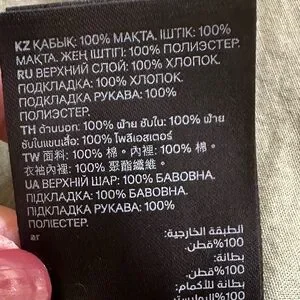 KZ ҚАБЫҚ: 100% МАҚТА. ІШТІК: 100%
МАҚТА. ЖЕҢ ІШТІГІ: 100% ПОЛИЭСТЕР.
RU ВЕРХНИЙ СЛОЙ: 100% ХЛОПОК.
ПОДКЛАДКА: 100% ХЛОПОК.
ПОДКЛАДКА РУКАВА: 100%
ПОЛИЭСТЕР.
TH ด้านนอก: 100% ฝ้าย ซับใน: 100% ฝ้าย
ซับในแขนเสื้อ: 100% โพลีเอสเตอร์
TW 面料: 100% 棉。內裡: 100% 棉。
衣袖內裡: 100% 聚酯纖維。
UA ВЕРХНІЙ ШАР: 100% БАВОВНА.
ПІДКЛАДКА: 100% БАВОВНА.
ПІДКЛАДКА РУКАВА: 100%
ПОЛІЕСТЕР.
ar
الطبقة الخارجية:
100% قطن.
بطانة:
100% قطن.
بطانة للأكمام:
100%